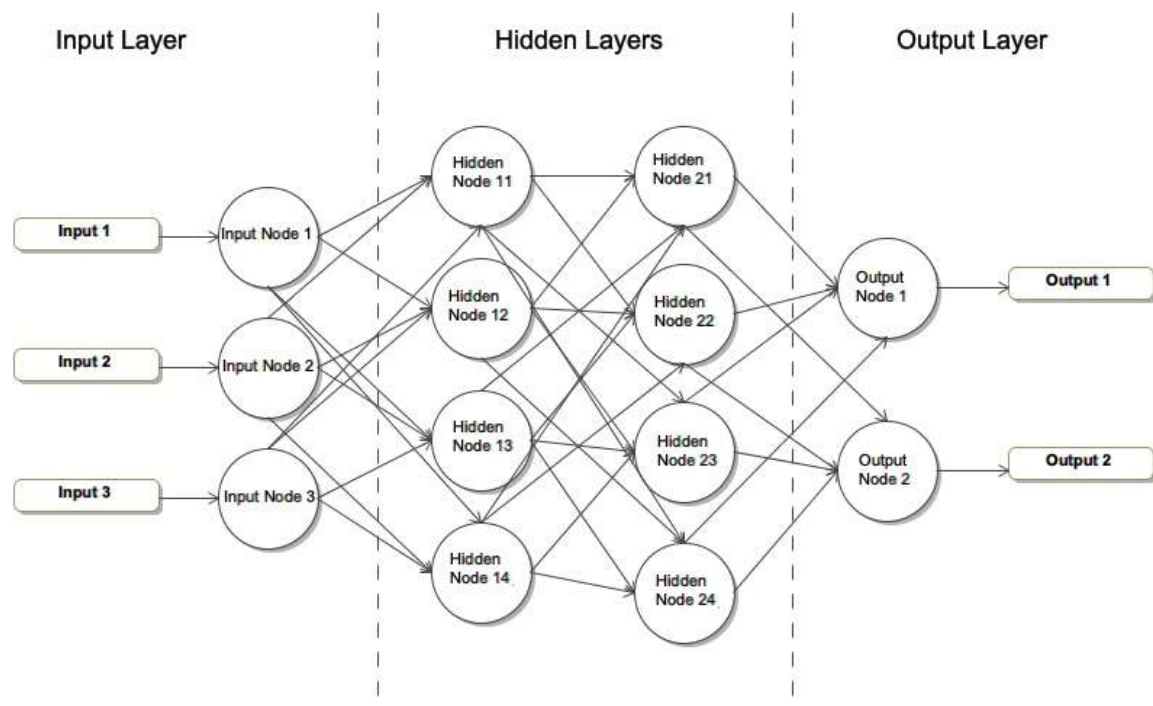 Input Layer
Hidden Layers
Output Layer
Input 1
Input Node 1
Input 2
Input Node 2
Input 3
Input Node 3
Hidden
Node 11
Hidden
Node 12
Hidden
Node 13
Hidden
Node 14
Hidden
Node 21
Hidden
Node 22
Hidden
Node 23
Hidden
Node 24
Output
Node 1
Output 1
Output
Node 2
Output 2